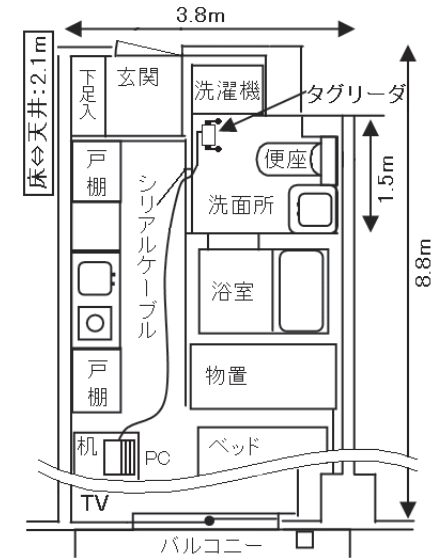 3.8m
床⇔天井:2.1m
下足入
玄関
洗濯機
タグリーダ
戸棚
シリアルケーブル
便座
1.5m
洗面所
8.8m
浴室
戸棚
物置
机
PC
ベッド
TV
バルコニー